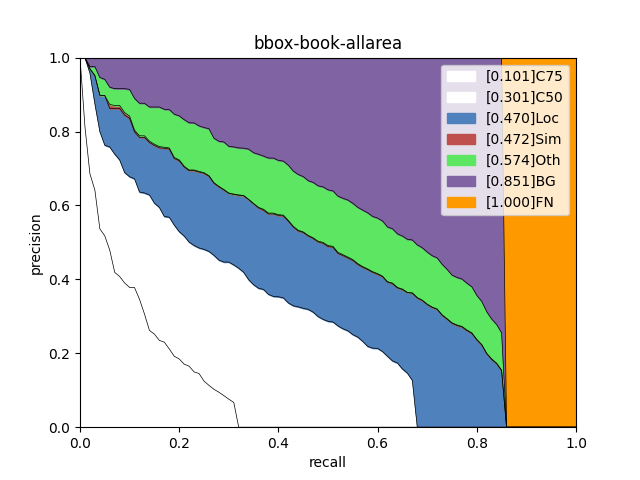 bbox-book-allarea
1.0
0.8
0.6
0.4
0.2
0.0
precision
[0.101]C75
[0.301]C50
[0.470]Loc
[0.472]Sim
[0.574]Oth
[0.851]BG
[1.000]FN
0.0 0.2 0.4 0.6 0.8 1.0
recall